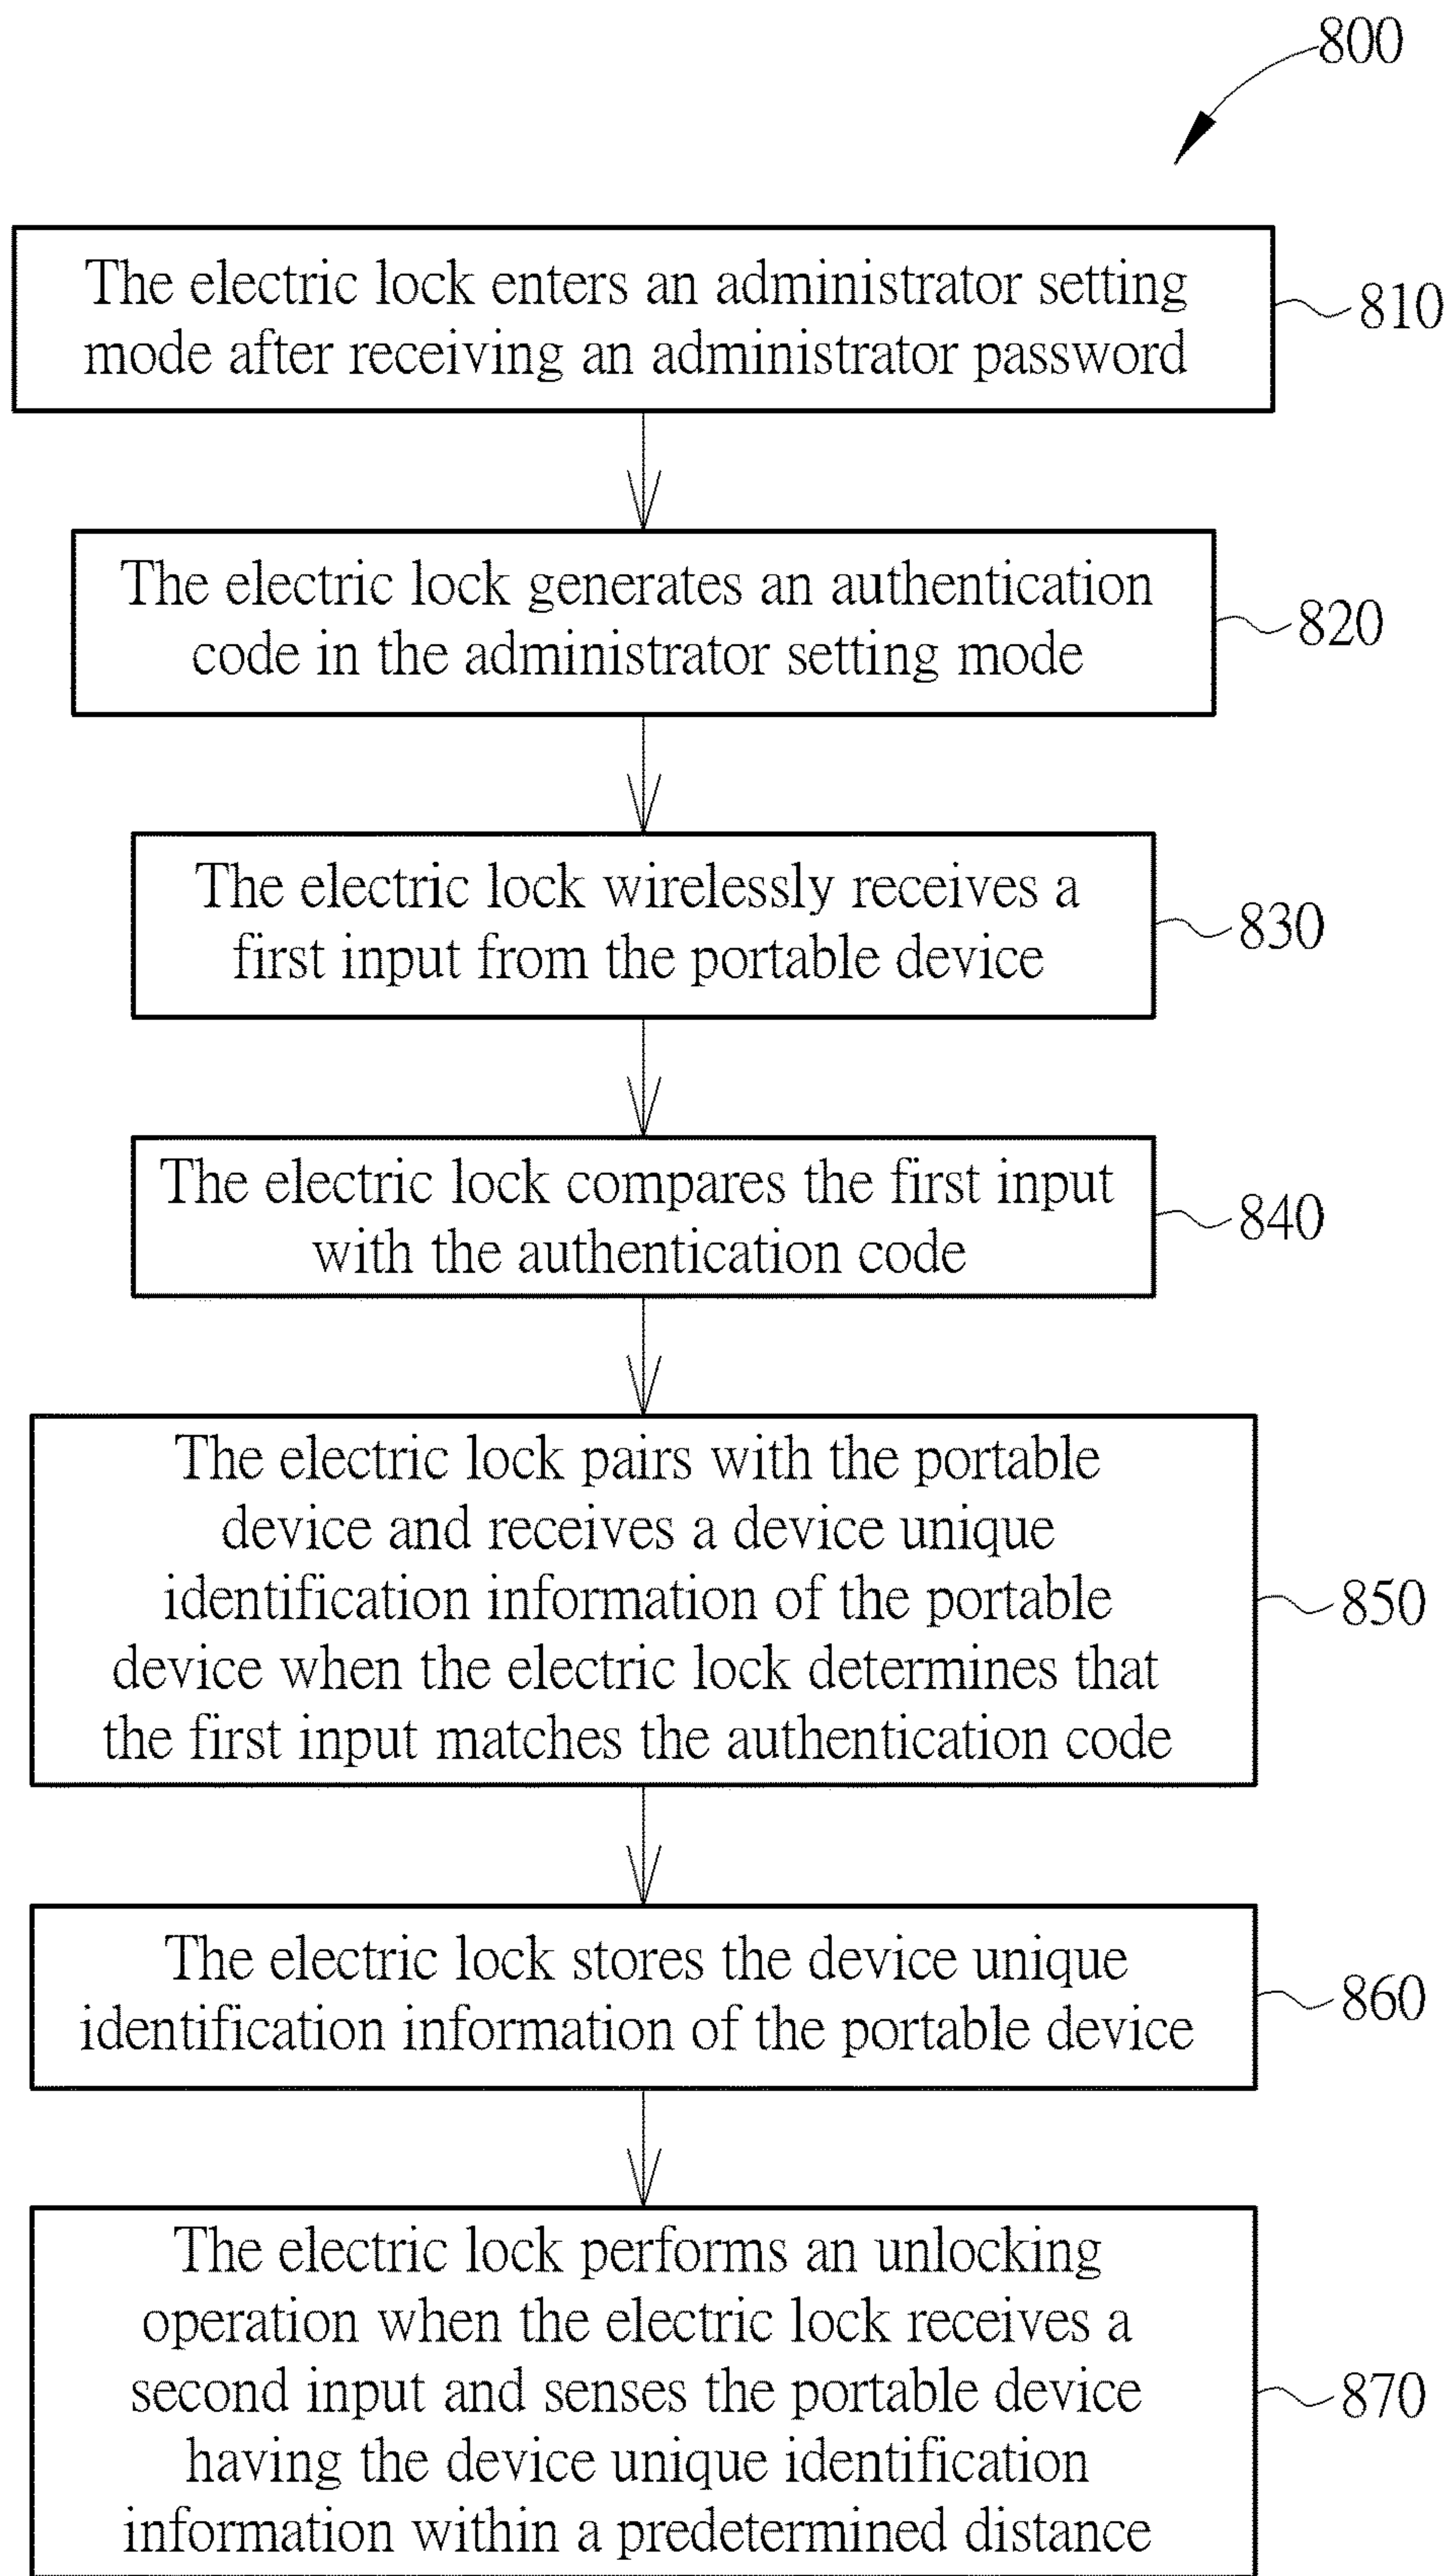 800
The electric lock enters an administrator setting
mode after receiving an administrator password
810
The electric lock generates an authentication
code in the administrator setting mode
820
The electric lock wirelessly receives a
first input from the portable device
830
The electric lock compares the first input
with the authentication code
840
The electric lock pairs with the portable
device and receives a device unique
identification information of the portable
device when the electric lock determines that
the first input matches the authentication code
850
The electric lock stores the device unique
identification information of the portable device
860
The electric lock performs an unlocking
operation when the electric lock receives a
second input and senses the portable device
having the device unique identification
information within a predetermined distance
870